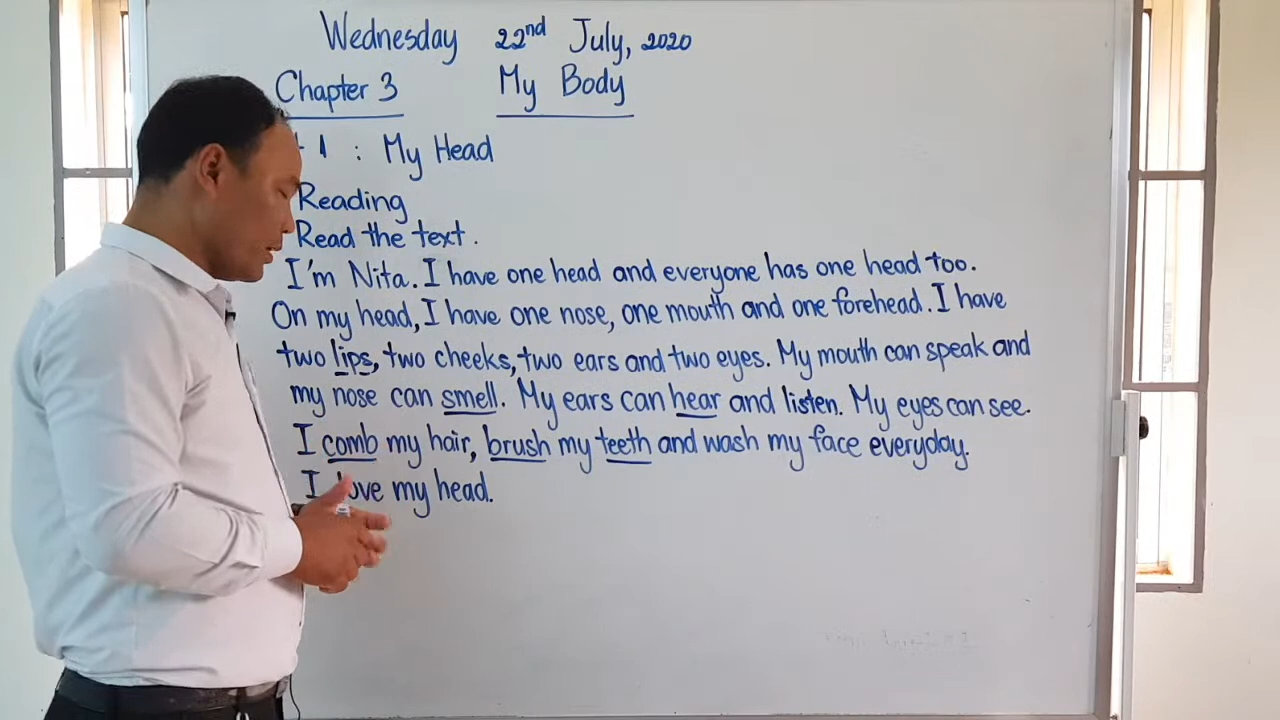 Wednesday 22nd July, 2020
Chapter 3 My Body
1 : My Head
Reading
Read the text.
I'm Nita. I have one head and everyone has one head too.
On my head, I have one nose, one mouth and one forehead. I have
two lips, two cheeks, two ears and two eyes. My mouth can speak and
my nose can smell. My ears can hear and listen. My eyes can see.
I comb my hair, brush my teeth and wash my face everyday.
I love my head.